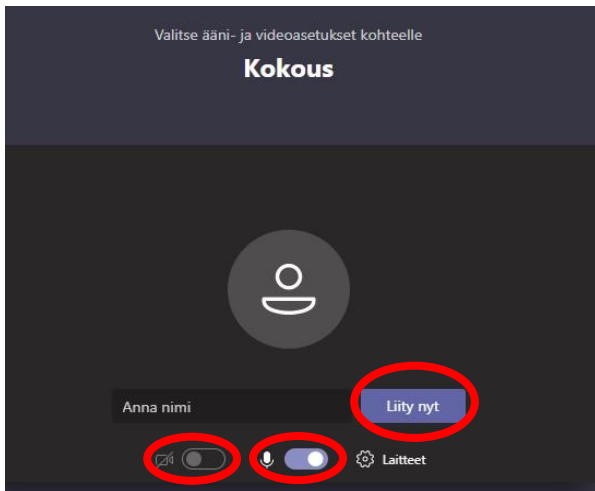 Valitse ääni- ja videoasetukset kohteelle
Kokous
Anna nimi
Liity nyt
Laitteet